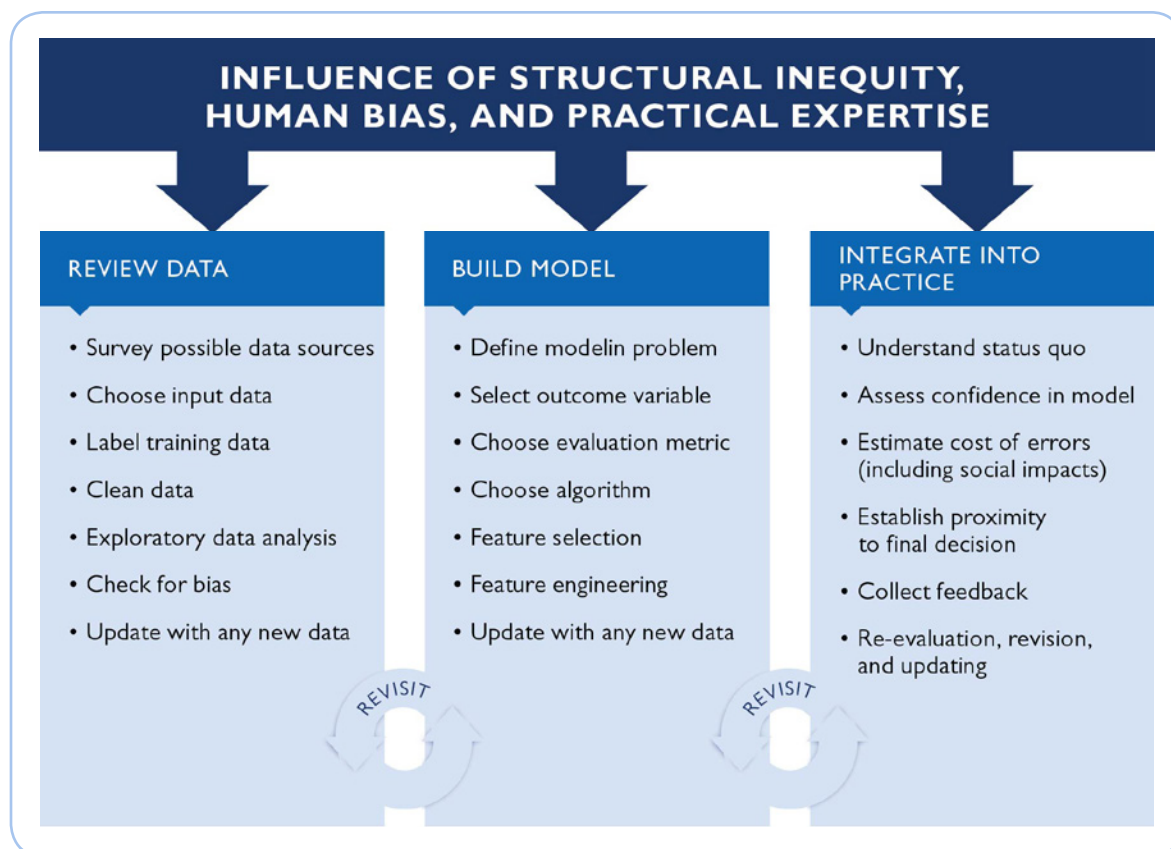 INFLUENCE OF STRUCTURAL INEQUITY,
HUMAN BIAS, AND PRACTICAL EXPERTISE
REVIEW DATA
• Survey possible data sources
• Choose input data
• Label training data
• Clean data
• Exploratory data analysis
• Check for bias
• Update with any new data
REVISIT
BUILD MODEL
• Define modelin problem
• Select outcome variable
• Choose evaluation metric
• Choose algorithm
• Feature selection
• Feature engineering
• Update with any new data
REVISIT
INTEGRATE INTO
PRACTICE
• Understand status quo
• Assess confidence in model
• Estimate cost of errors
(including social impacts)
• Establish proximity
to final decision
• Collect feedback
• Re-evaluation, revision,
and updating